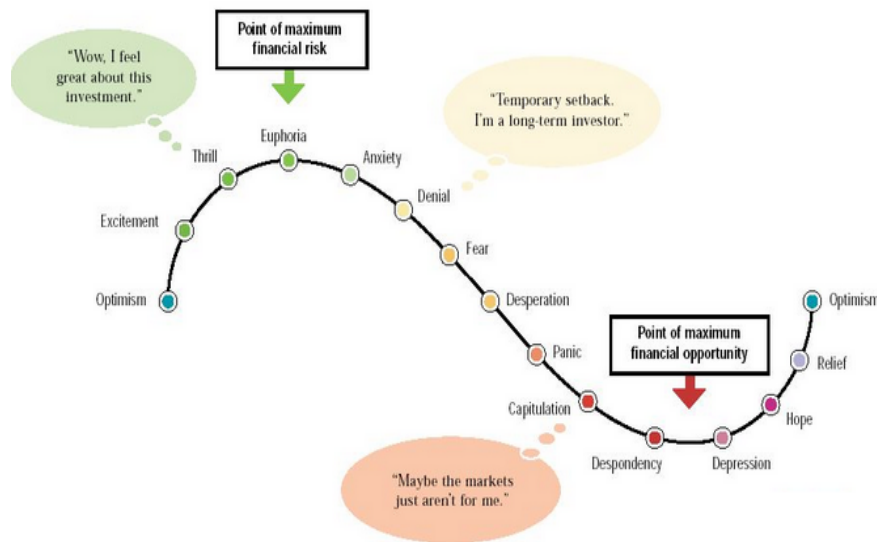 Point of maximum
financial risk
“Wow, I feel
great about this
investment.”
“Temporary setback.
I'm a long-term investor.”
Euphoria
Thrill
Anxiety
Denial
Excitement
Fear
Optimism
Desperation
Optimism
Point of maximum
financial opportunity
Panic
Relief
Capitulation
Hope
Despondency
Depression
“Maybe the markets
just aren't for me.”